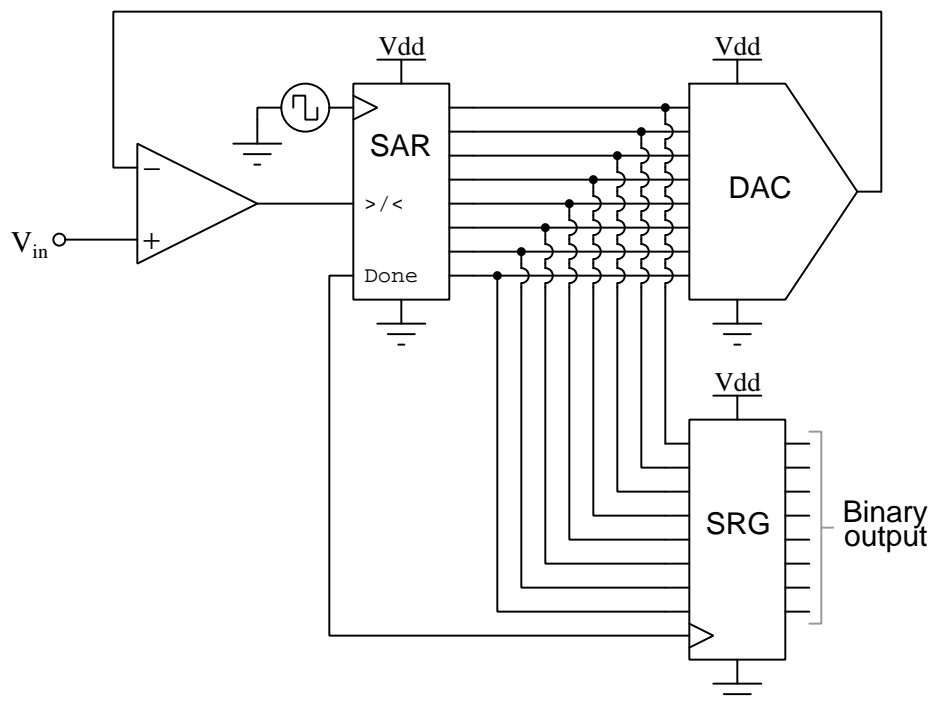 Vdd
Vdd
SAR
−
>/<
DAC
Vin
+
Done
Vdd
SRG
Binary
output